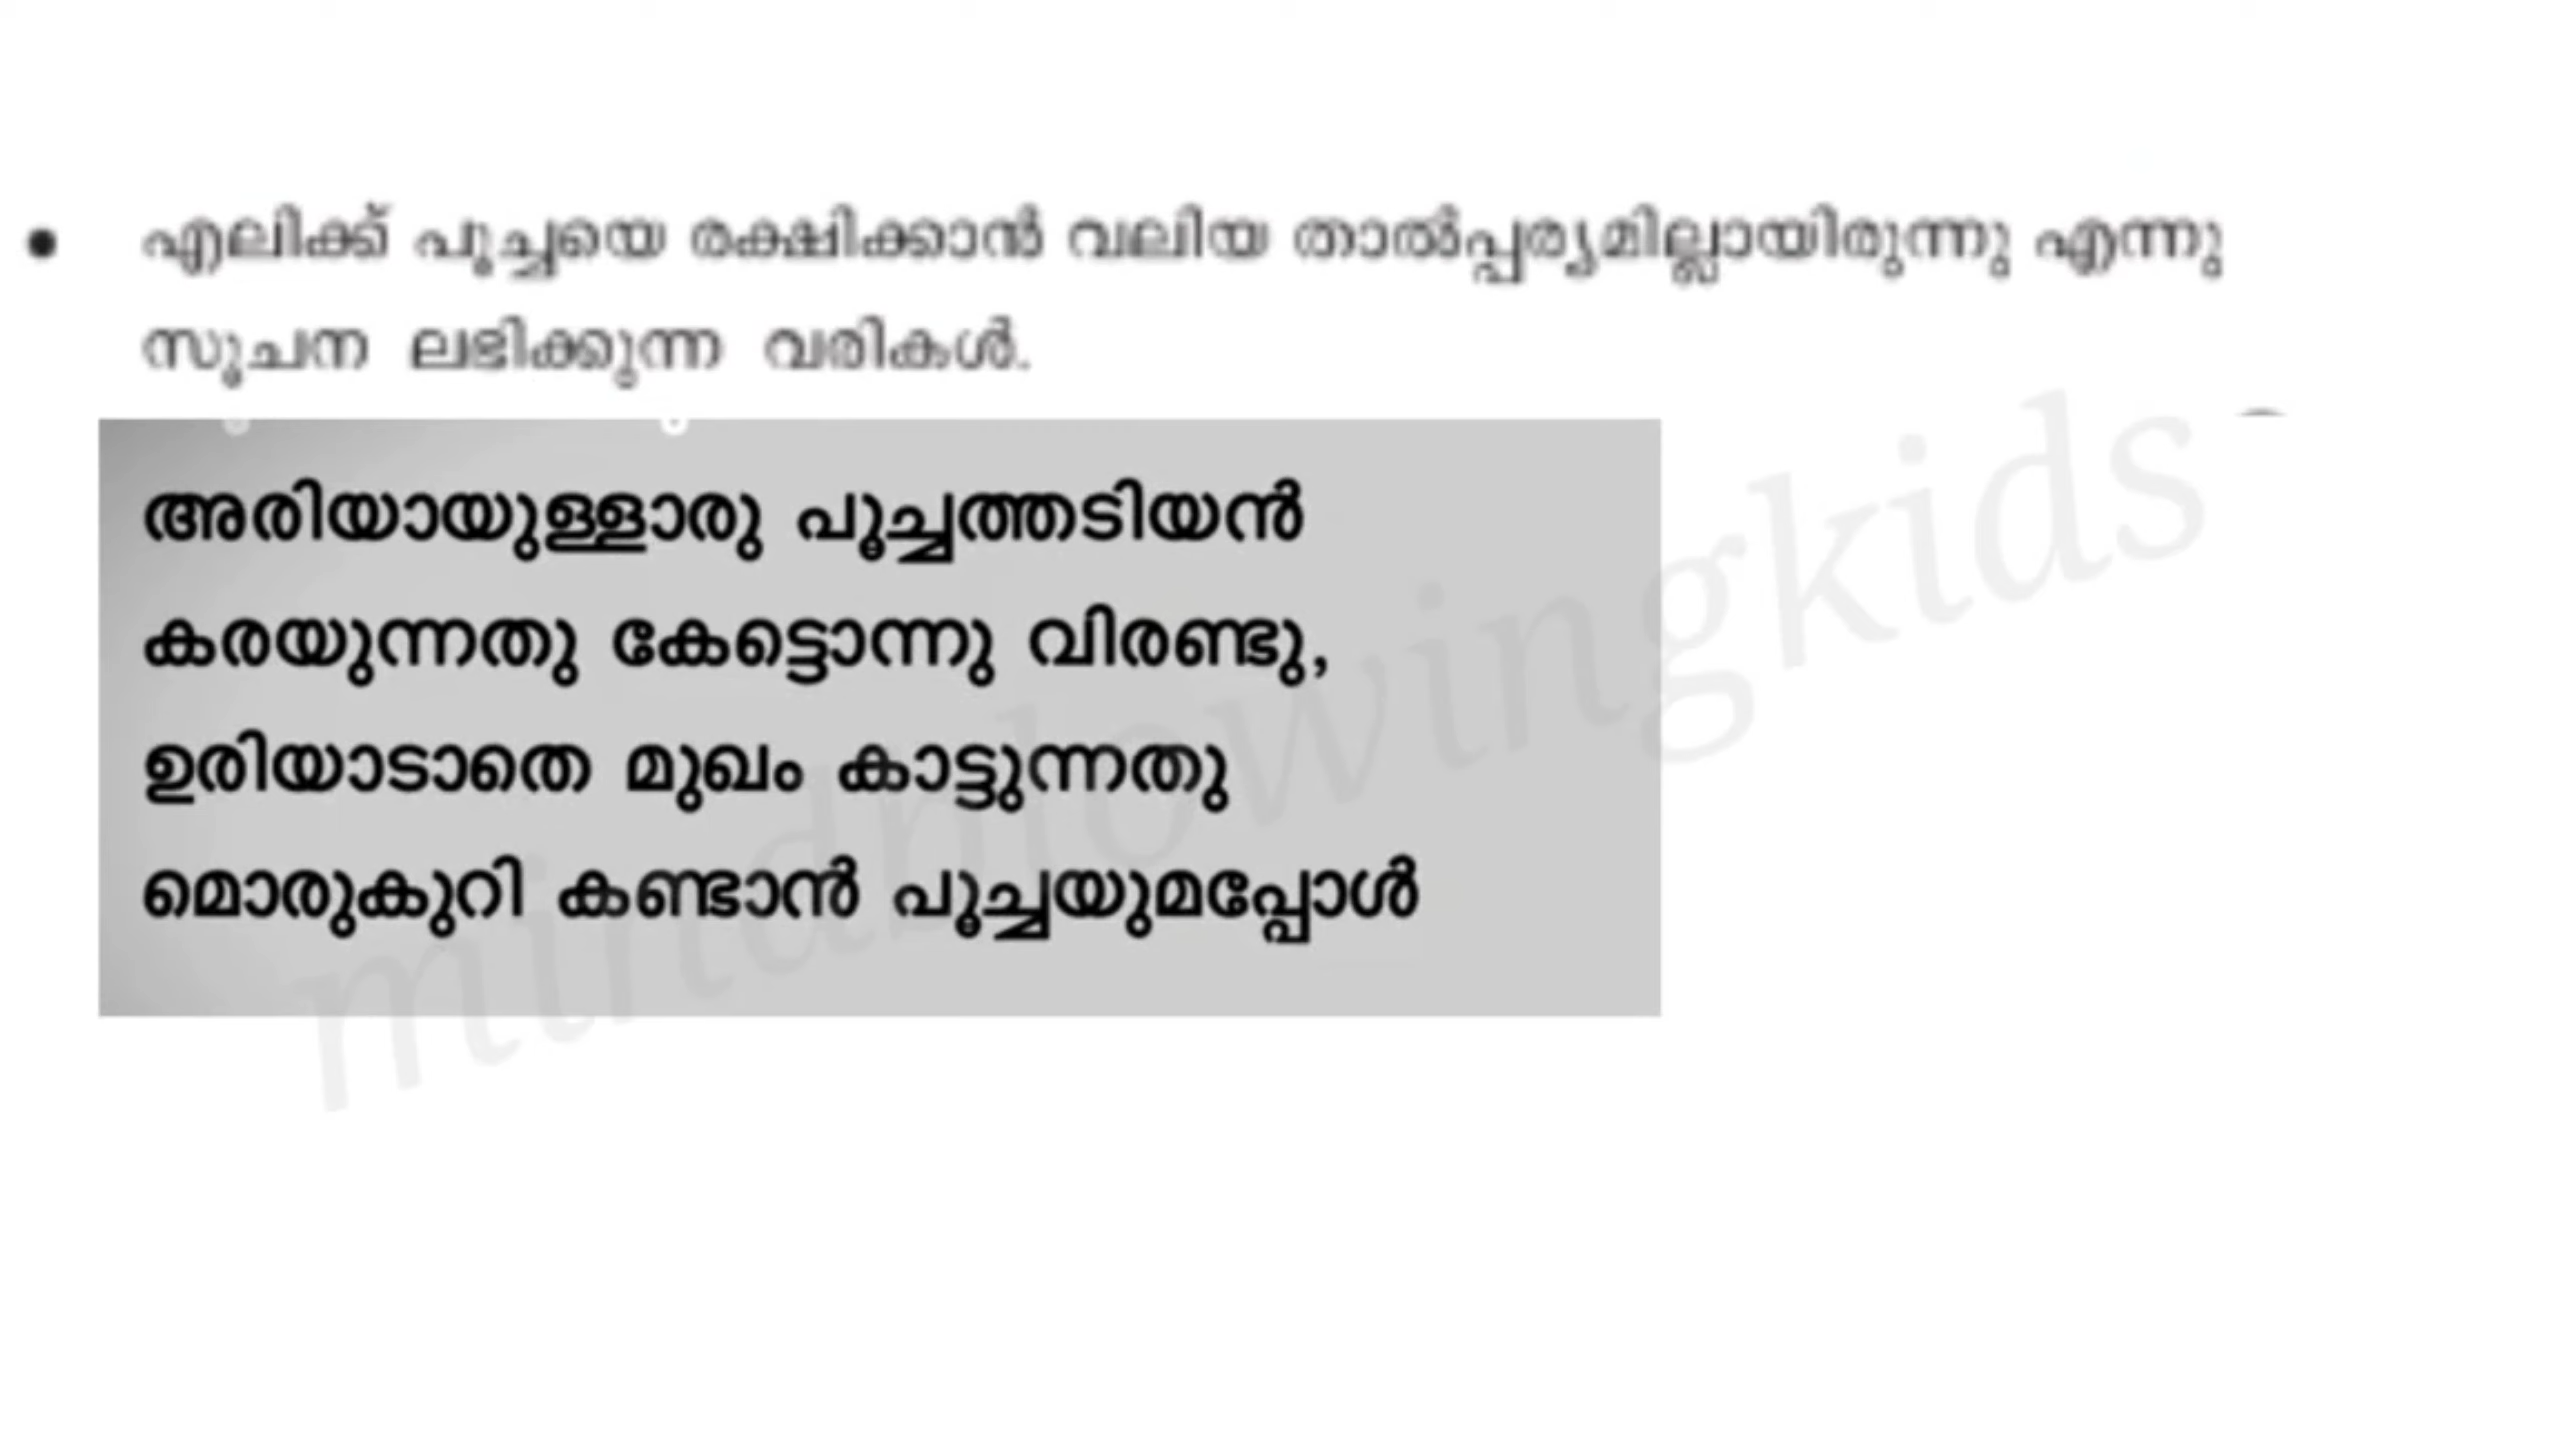 • എലിക്ക് പൂച്ചയെ രക്ഷിക്കാൻ വലിയ താൽപ്പര്യമില്ലായിരുന്നു എന്നു
സൂചന ലഭിക്കുന്ന വരികൾ.
അരിയായുള്ളാരു പൂച്ചത്തടിയൻ
കരയുന്നതു കേട്ടൊന്നു വിരണ്ടു,
ഉരിയാടാതെ മുഖം കാട്ടുന്നതു
മൊരുകുറി കണ്ടാൻ പൂച്ചയുമപ്പോൾ
mindblowingkids